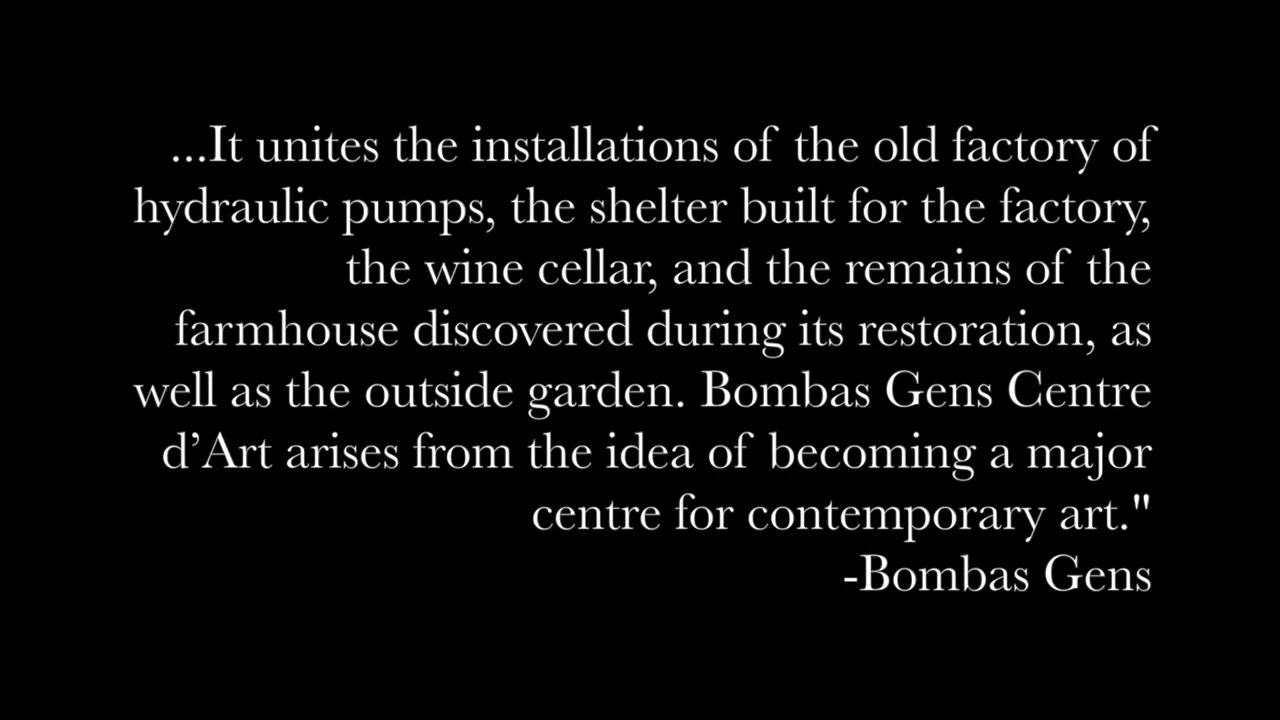 ...It unites the installations of the old factory of
hydraulic pumps, the shelter built for the factory,
the wine cellar, and the remains of the
farmhouse discovered during its restoration, as
well as the outside garden. Bombas Gens Centre
d’Art arises from the idea of becoming a major
centre for contemporary art."
-Bombas Gens